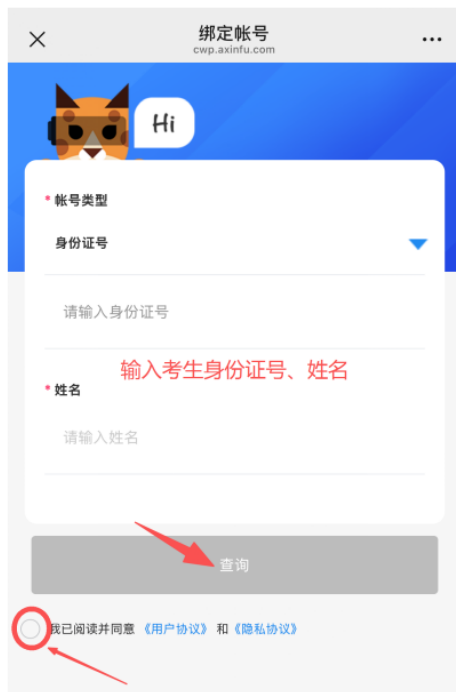 绑定帐号
cwp.axinfu.com
Hi
* 帐号类型
身份证号
请输入身份证号
输入考生身份证号、姓名
* 姓名
请输入姓名
查询
我已阅读并同意 《用户协议》 和《隐私协议》